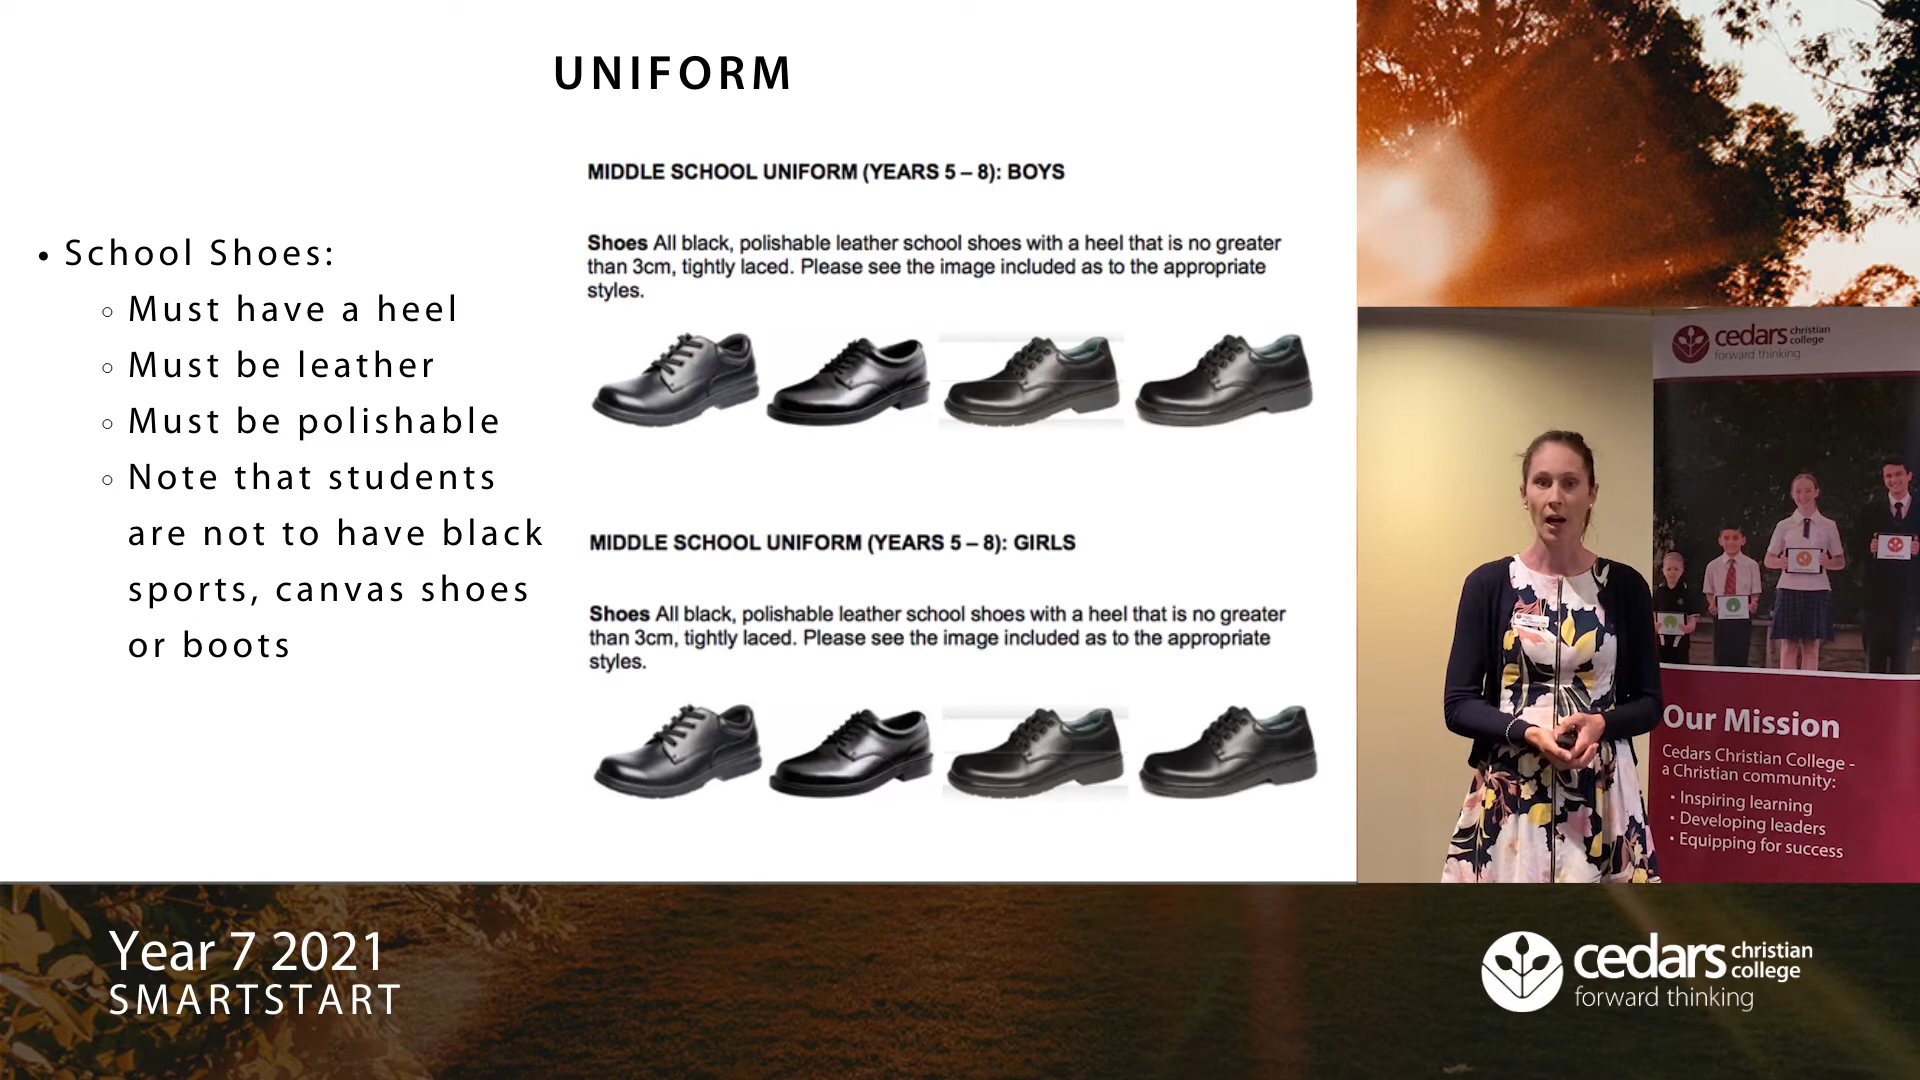 UNIFORM
• School Shoes:
◦ Must have a heel
◦ Must be leather
◦ Must be polishable
◦ Note that students
are not to have black
sports, canvas shoes
or boots
MIDDLE SCHOOL UNIFORM (YEARS 5 – 8): BOYS
Shoes All black, polishable leather school shoes with a heel that is no greater
than 3cm, tightly laced. Please see the image included as to the appropriate
styles.
MIDDLE SCHOOL UNIFORM (YEARS 5 – 8): GIRLS
Shoes All black, polishable leather school shoes with a heel that is no greater
than 3cm, tightly laced. Please see the image included as to the appropriate
styles.
cedars christian
college
forward thinking
Our Mission
Cedars Christian College -
a Christian community:
• Inspiring learning
• Developing leaders
• Equipping for success
Year 7 2021
SMARTSTART
cedars christian
college
forward thinking